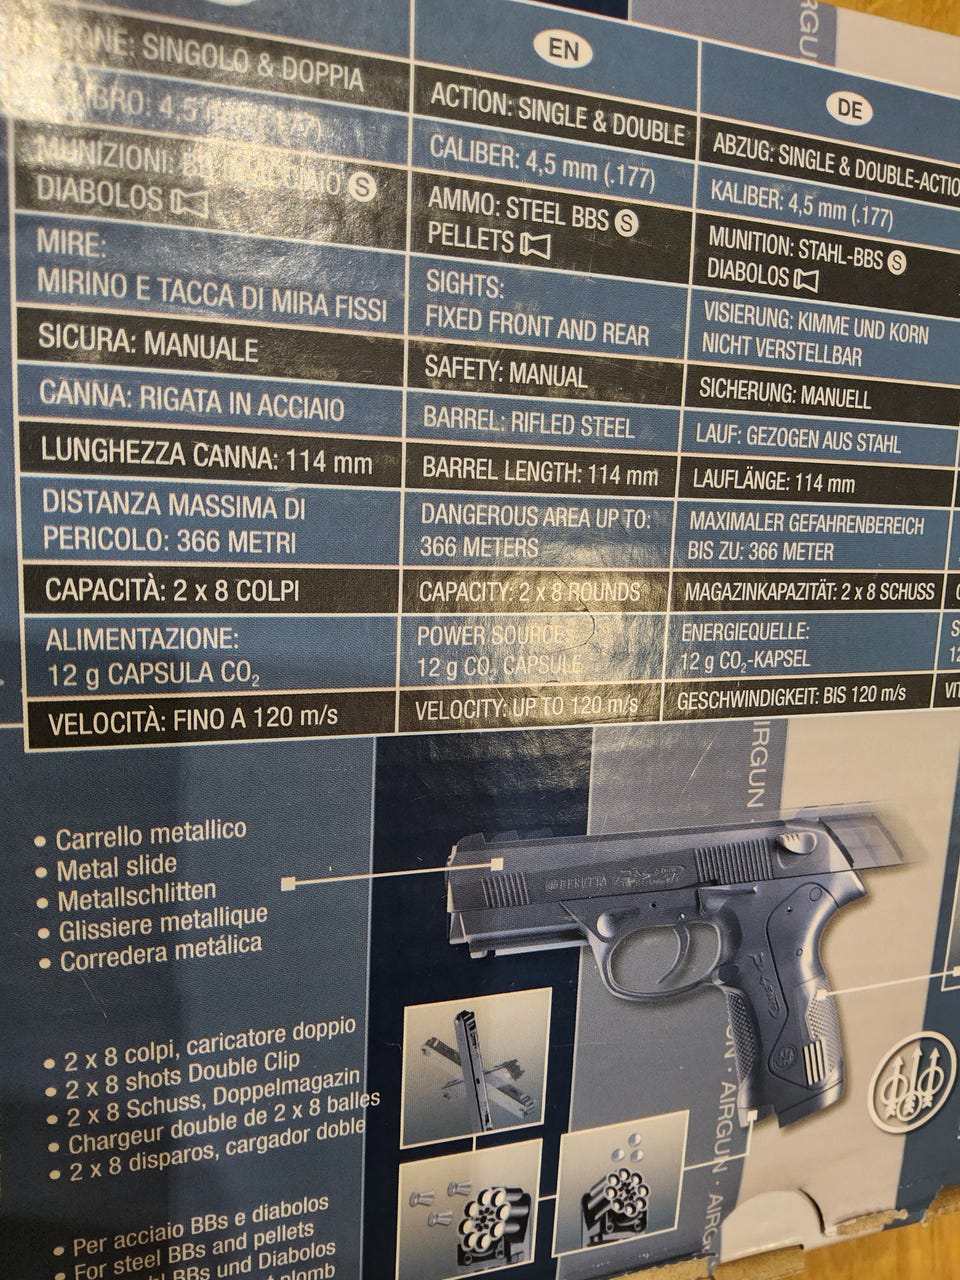 SINGOLO & DOPPIA
4,5
MUNIZIONI: S
DIABOLOS
MIRE:
MIRINO E TACCA DI MIRA FISSI
SICURA: MANUALE
CANNA: RIGATA IN ACCIAIO
LUNGHEZZA CANNA: 114 mm
DISTANZA MASSIMA DI
PERICOLO: 366 METRI
CAPACITÀ: 2 x 8 COLPI
ALIMENTAZIONE:
12 g CAPSULA CO₂
VELOCITÀ: FINO A 120 m/s
EN
ACTION: SINGLE & DOUBLE
CALIBER: 4,5 mm (.177)
AMMO: STEEL BBS S
PELLETS
SIGHTS:
FIXED FRONT AND REAR
SAFETY: MANUAL
BARREL: RIFLED STEEL
BARREL LENGTH: 114 mm
DANGEROUS AREA UP TO:
366 METERS
CAPACITY: 2 x 8 ROUNDS
POWER SOURCE:
12 g CO₂ CAPSULE
VELOCITY: UP TO 120 m/s
DE
ABZUG: SINGLE & DOUBLE-ACTIO
KALIBER: 4,5 mm (.177)
MUNITION: STAHL-BBS S
DIABOLOS
VISIERUNG: KIMME UND KORN
NICHT VERSTELLBAR
SICHERUNG: MANUELL
LAUF: GEZOGEN AUS STAHL
LAUFLÄNGE: 114 mm
MAXIMALER GEFAHRENBEREICH
BIS ZU: 366 METER
MAGAZINKAPAZITÄT: 2 x 8 SCHUSS
ENERGIEQUELLE:
12 g CO₂-KAPSEL
GESCHWINDIGKEIT: BIS 120 m/s
• Carrello metallico
• Metal slide
• Metallschlitten
• Glissiere metallique
• Corredera metálica
• 2 x 8 colpi, caricatore doppio
• 2 x 8 shots Double Clip
• 2 x 8 Schuss, Doppelmagazin
• Chargeur double de 2 x 8 balles
• 2 x 8 disparos, cargador doble
• Per acciaio BBs e diabolos
• For steel BBs and pellets
BBs und Diabolos
plomb
AIRGUN
AIRGUN · AIRG